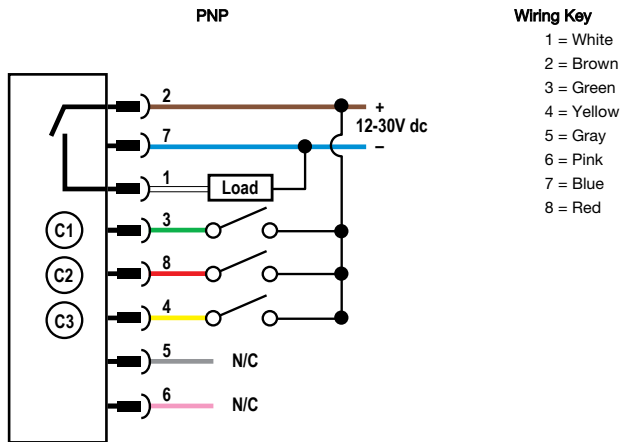 PNP
2
+
12-30V dc
7
–
1
Load
C1
3
C2
8
C3
4
5
N/C
6
N/C
Wiring Key
1 = White
2 = Brown
3 = Green
4 = Yellow
5 = Gray
6 = Pink
7 = Blue
8 = Red